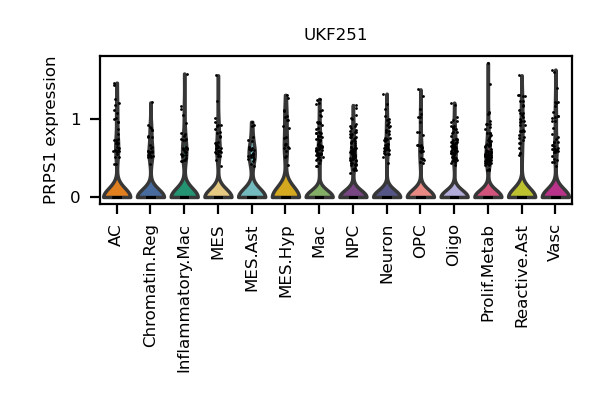 UKF251
PRPS1 expression
1
0
AC
Chromatin.Reg
Inflammatory.Mac
MES
MES.Ast
MES.Hyp
Mac
NPC
Neuron
OPC
Oligo
Prolif.Metab
Reactive.Ast
Vasc